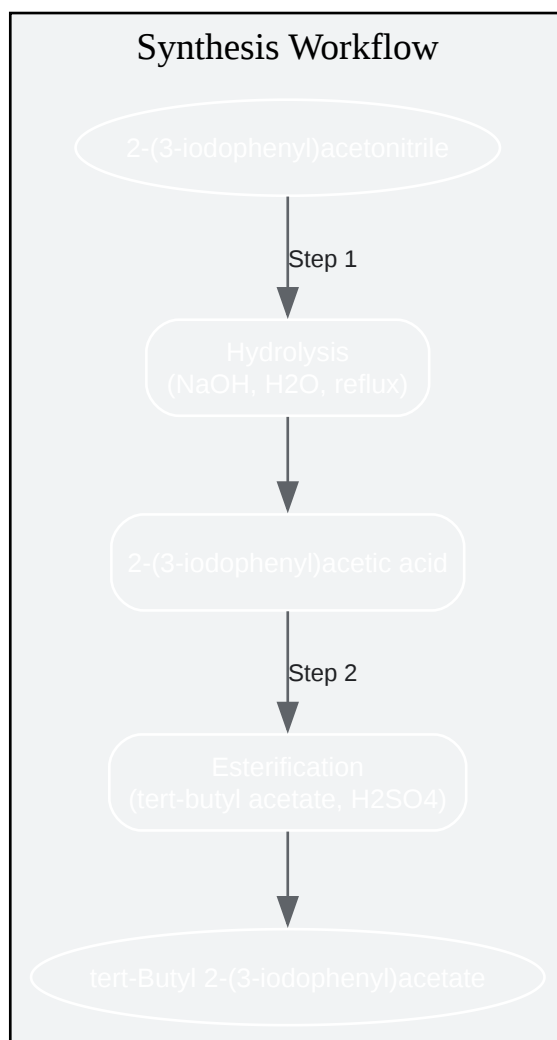 Synthesis Workflow
2-(3-iodophenyl)acetonitrile
Step 1
Hydrolysis
(NaOH, H2O, reflux)
2-(3-iodophenyl)acetic acid
Step 2
Esterification
(tert-butyl acetate, H2SO4)
tert-Butyl 2-(3-iodophenyl)acetate